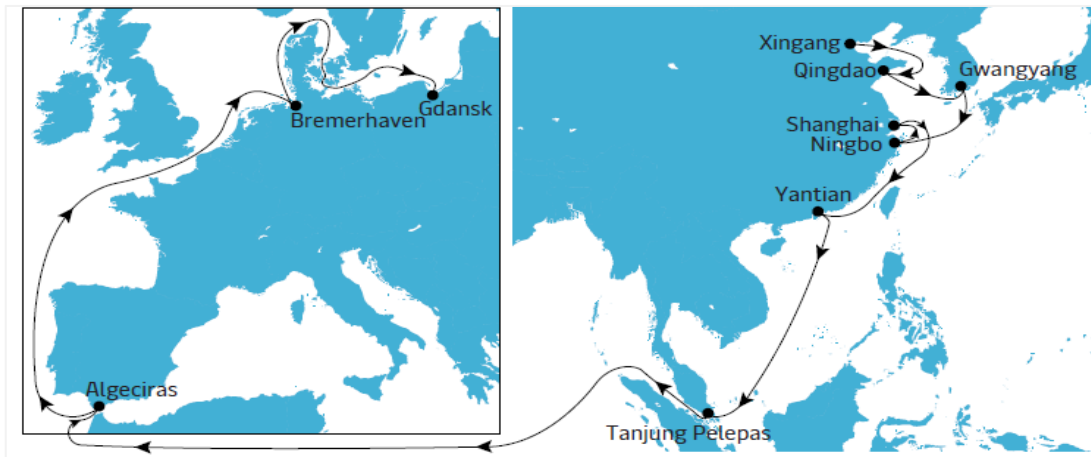 Xingang
Qingdao
Gwangyang
Shanghai
Ningbo
Bremerhaven
Gdansk
Yantian
Algeciras
Tanjung Pelepas